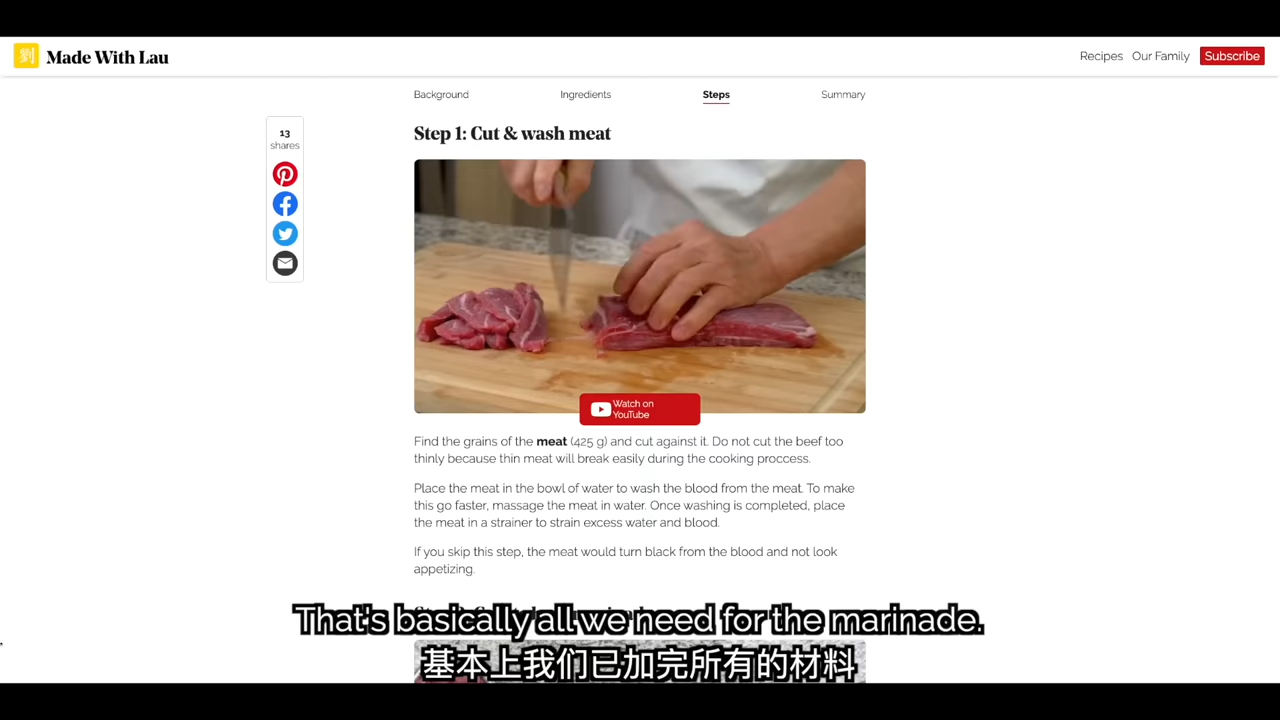 劉 Made With Lau
Recipes Our Family Subscribe
Background Ingredients Steps Summary
13
shares
Step 1: Cut & wash meat
Watch on
YouTube
Find the grains of the meat (425 g) and cut against it. Do not cut the beef too
thinly because thin meat will break easily during the cooking proccess.
Place the meat in the bowl of water to wash the blood from the meat. To make
this go faster, massage the meat in water. Once washing is completed, place
the meat in a strainer to strain excess water and blood.
If you skip this step, the meat would turn black from the blood and not look
appetizing.
That's basically all we need for the marinade.
基本上我们已加完所有的材料